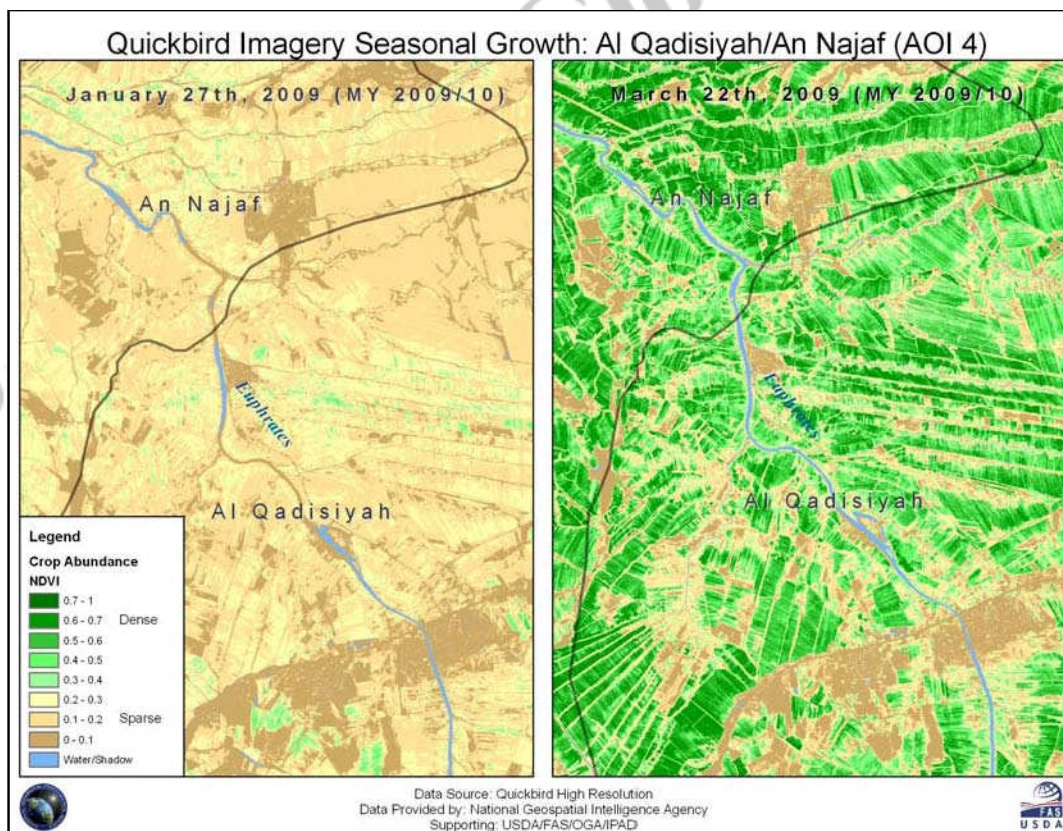 Quickbird Imagery Seasonal Growth: Al Qadisiyah/An Najaf (AOI 4)
January 27th, 2009 (MY 2009/10)
An Najaf
Euphrates
Al Qadisiyah
Legend
Crop Abundance
NDVI
0.7 - 1
0.6 - 0.7 Dense
0.5 - 0.6
0.4 - 0.5
0.3 - 0.4
0.2 - 0.3
0.1 - 0.2 Sparse
0 - 0.1
Water/Shadow
March 22th, 2009 (MY 2009/10)
An Najaf
Euphrates
Al Qadisiyah
Data Source: Quickbird High Resolution
Data Provided by: National Geospatial Intelligence Agency
Supporting: USDA/FAS/OGA/IPAD
FAS
USDA